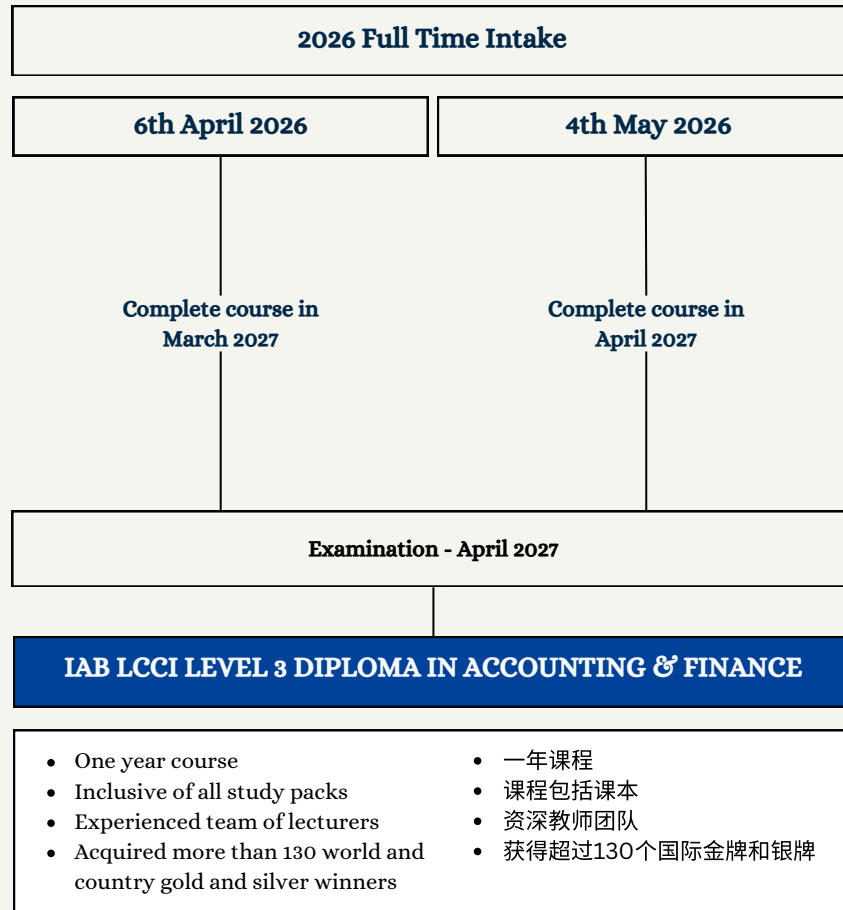 2026 Full Time Intake
6th April 2026
4th May 2026
Complete course in
March 2027
Complete course in
April 2027
Examination - April 2027
IAB LCCI LEVEL 3 DIPLOMA IN ACCOUNTING & FINANCE
• One year course
• Inclusive of all study packs
• Experienced team of lecturers
• Acquired more than 130 world and
country gold and silver winners
• 一年课程
• 课程包括课本
• 资深教师团队
• 获得超过130个国际金牌和银牌